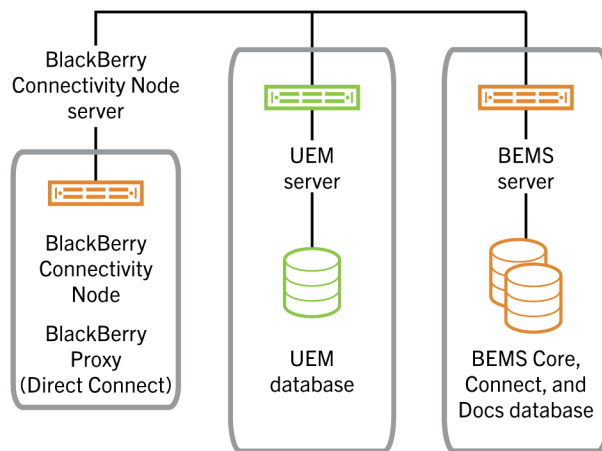 BlackBerry
Connectivity Node
server
BlackBerry
Connectivity
Node
BlackBerry
Proxy
(Direct Connect)
UEM
server
UEM
database
BEMS
server
BEMS Core,
Connect, and
Docs database